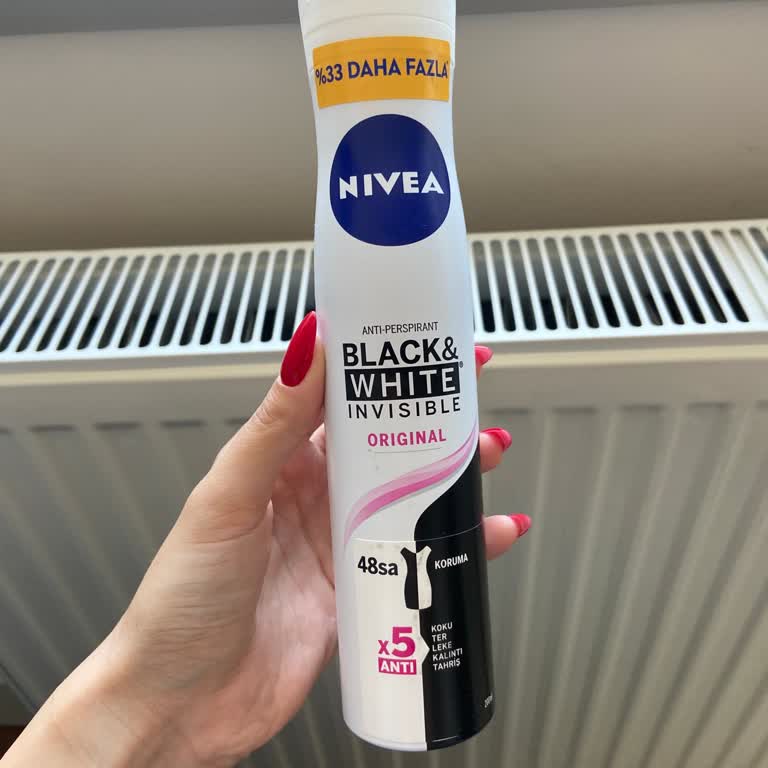 %33 DAHA FAZLA
NIVEA
ANTI-PERSPIRANT
BLACK&
WHITE®
INVISIBLE
ORIGINAL
48sa KORUMA
x5
ANTI
KOKU
TER
LEKE
KALINTI
TAHRİŞ